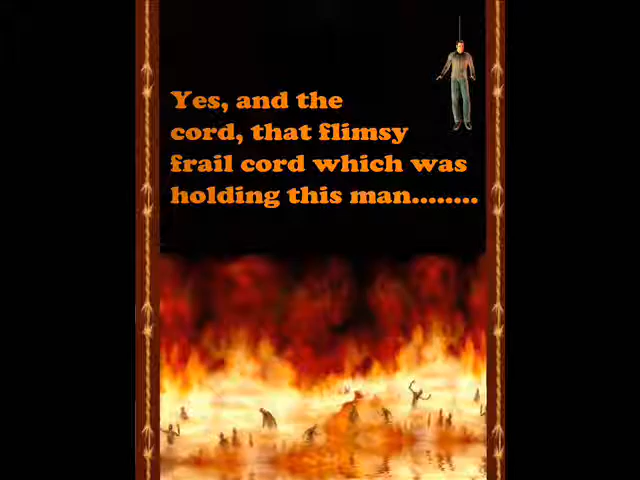 Yes, and the
cord, that flimsy
frail cord which was
holding this man........